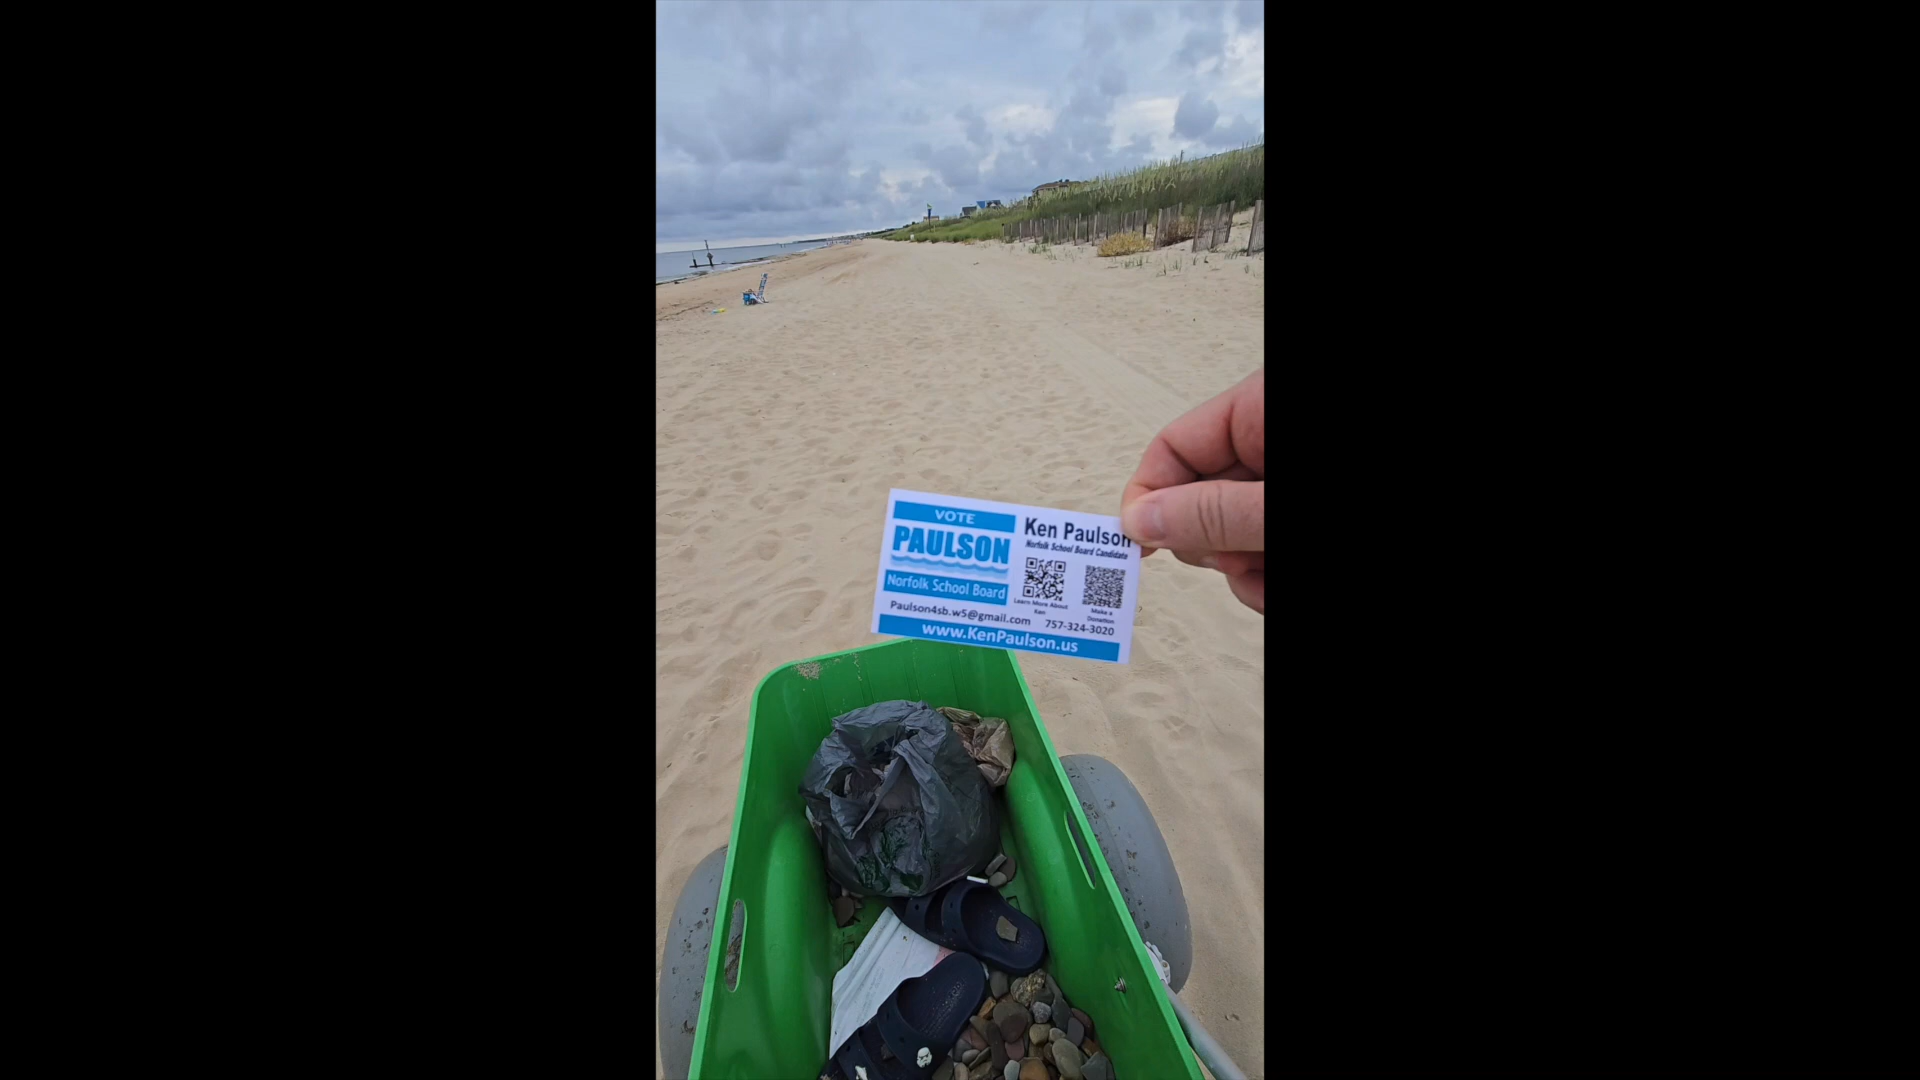 VOTE
PAULSON
Norfolk School Board
Ken Paulson
Norfolk School Board Candidate
Learn More About
Ken
Make a
Donation
Paulson4sb.w5@gmail.com
757-324-3020
www.KenPaulson.us